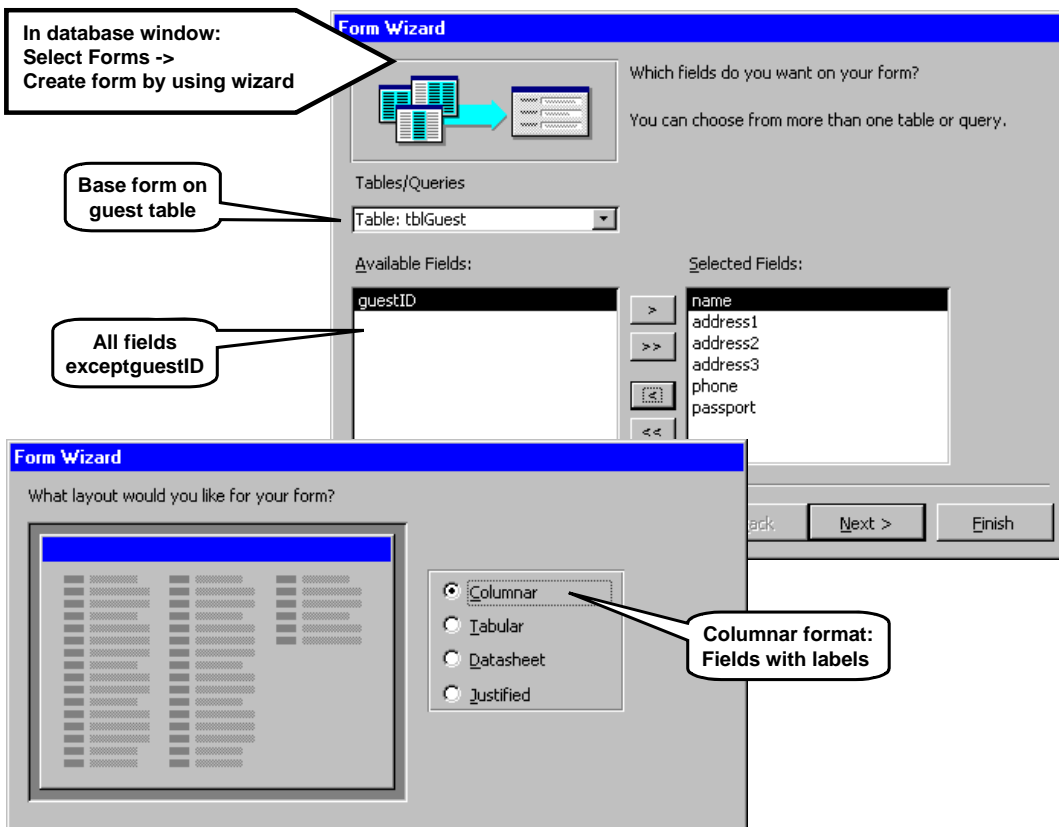 In database window:
Select Forms ->
Create form by using wizard
Form Wizard
Which fields do you want on your form?
You can choose from more than one table or query.
Base form on
guest table
Tables/Queries
Table: tblGuest
Available Fields:
Selected Fields:
All fields
exceptguestID
guestID
>
>>
<
<<
name
address1
address2
address3
phone
passport
Next >
Finish
Form Wizard
What layout would you like for your form?
Columnar
Tabular
Datasheet
Justified
Columnar format:
Fields with labels